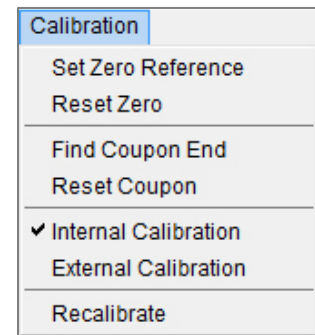 Calibration
Set Zero Reference
Reset Zero
Find Coupon End
Reset Coupon
Internal Calibration
External Calibration
Recalibrate